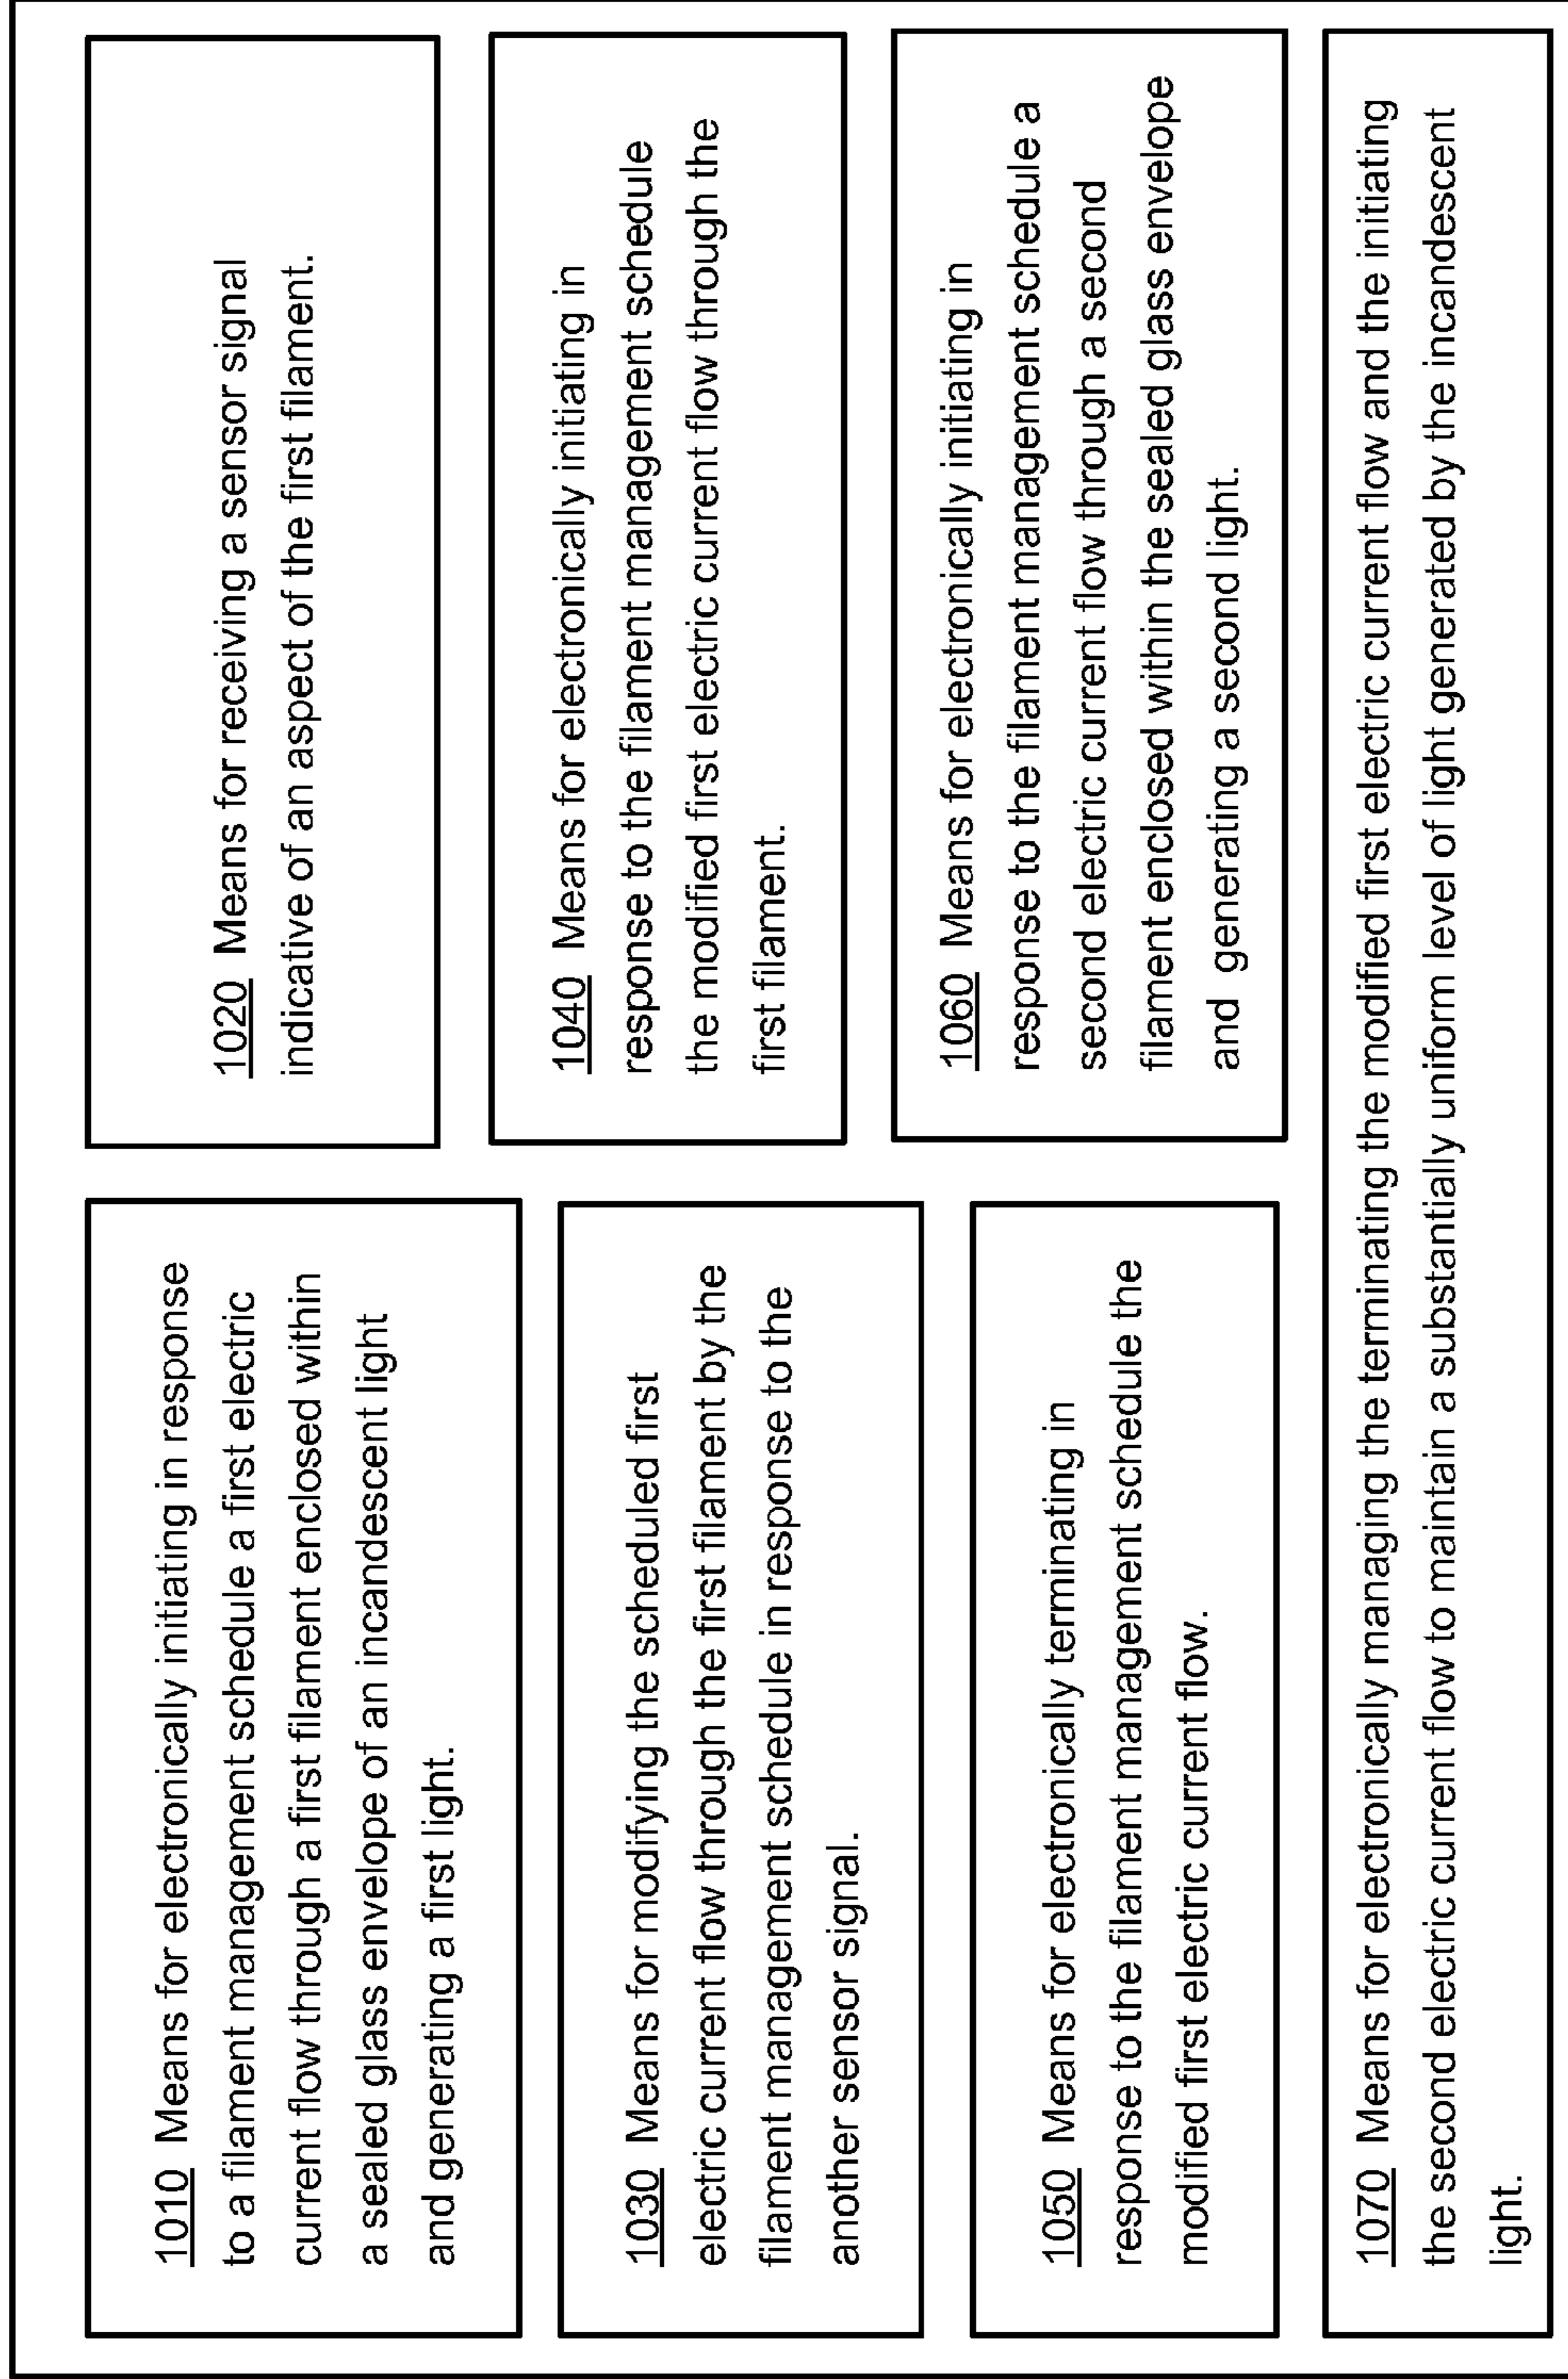 1010 Means for electronically initiating in response
to a filament management schedule a first electric
current flow through a first filament enclosed within
a sealed glass envelope of an incandescent light
and generating a first light.
1020 Means for receiving a sensor signal
indicative of an aspect of the first filament.
1030 Means for modifying the scheduled first
electric current flow through the first filament by the
filament management schedule in response to the
another sensor signal.
1040 Means for electronically initiating in
response to the filament management schedule
the modified first electric current flow through the
first filament.
1050 Means for electronically terminating in
response to the filament management schedule the
modified first electric current flow.
1060 Means for electronically initiating in
response to the filament management schedule a
second electric current flow through a second
filament enclosed within the sealed glass envelope
and generating a second light.
1070 Means for electronically managing the terminating the modified first electric current flow and the initiating
the second electric current flow to maintain a substantially uniform level of light generated by the incandescent
light.